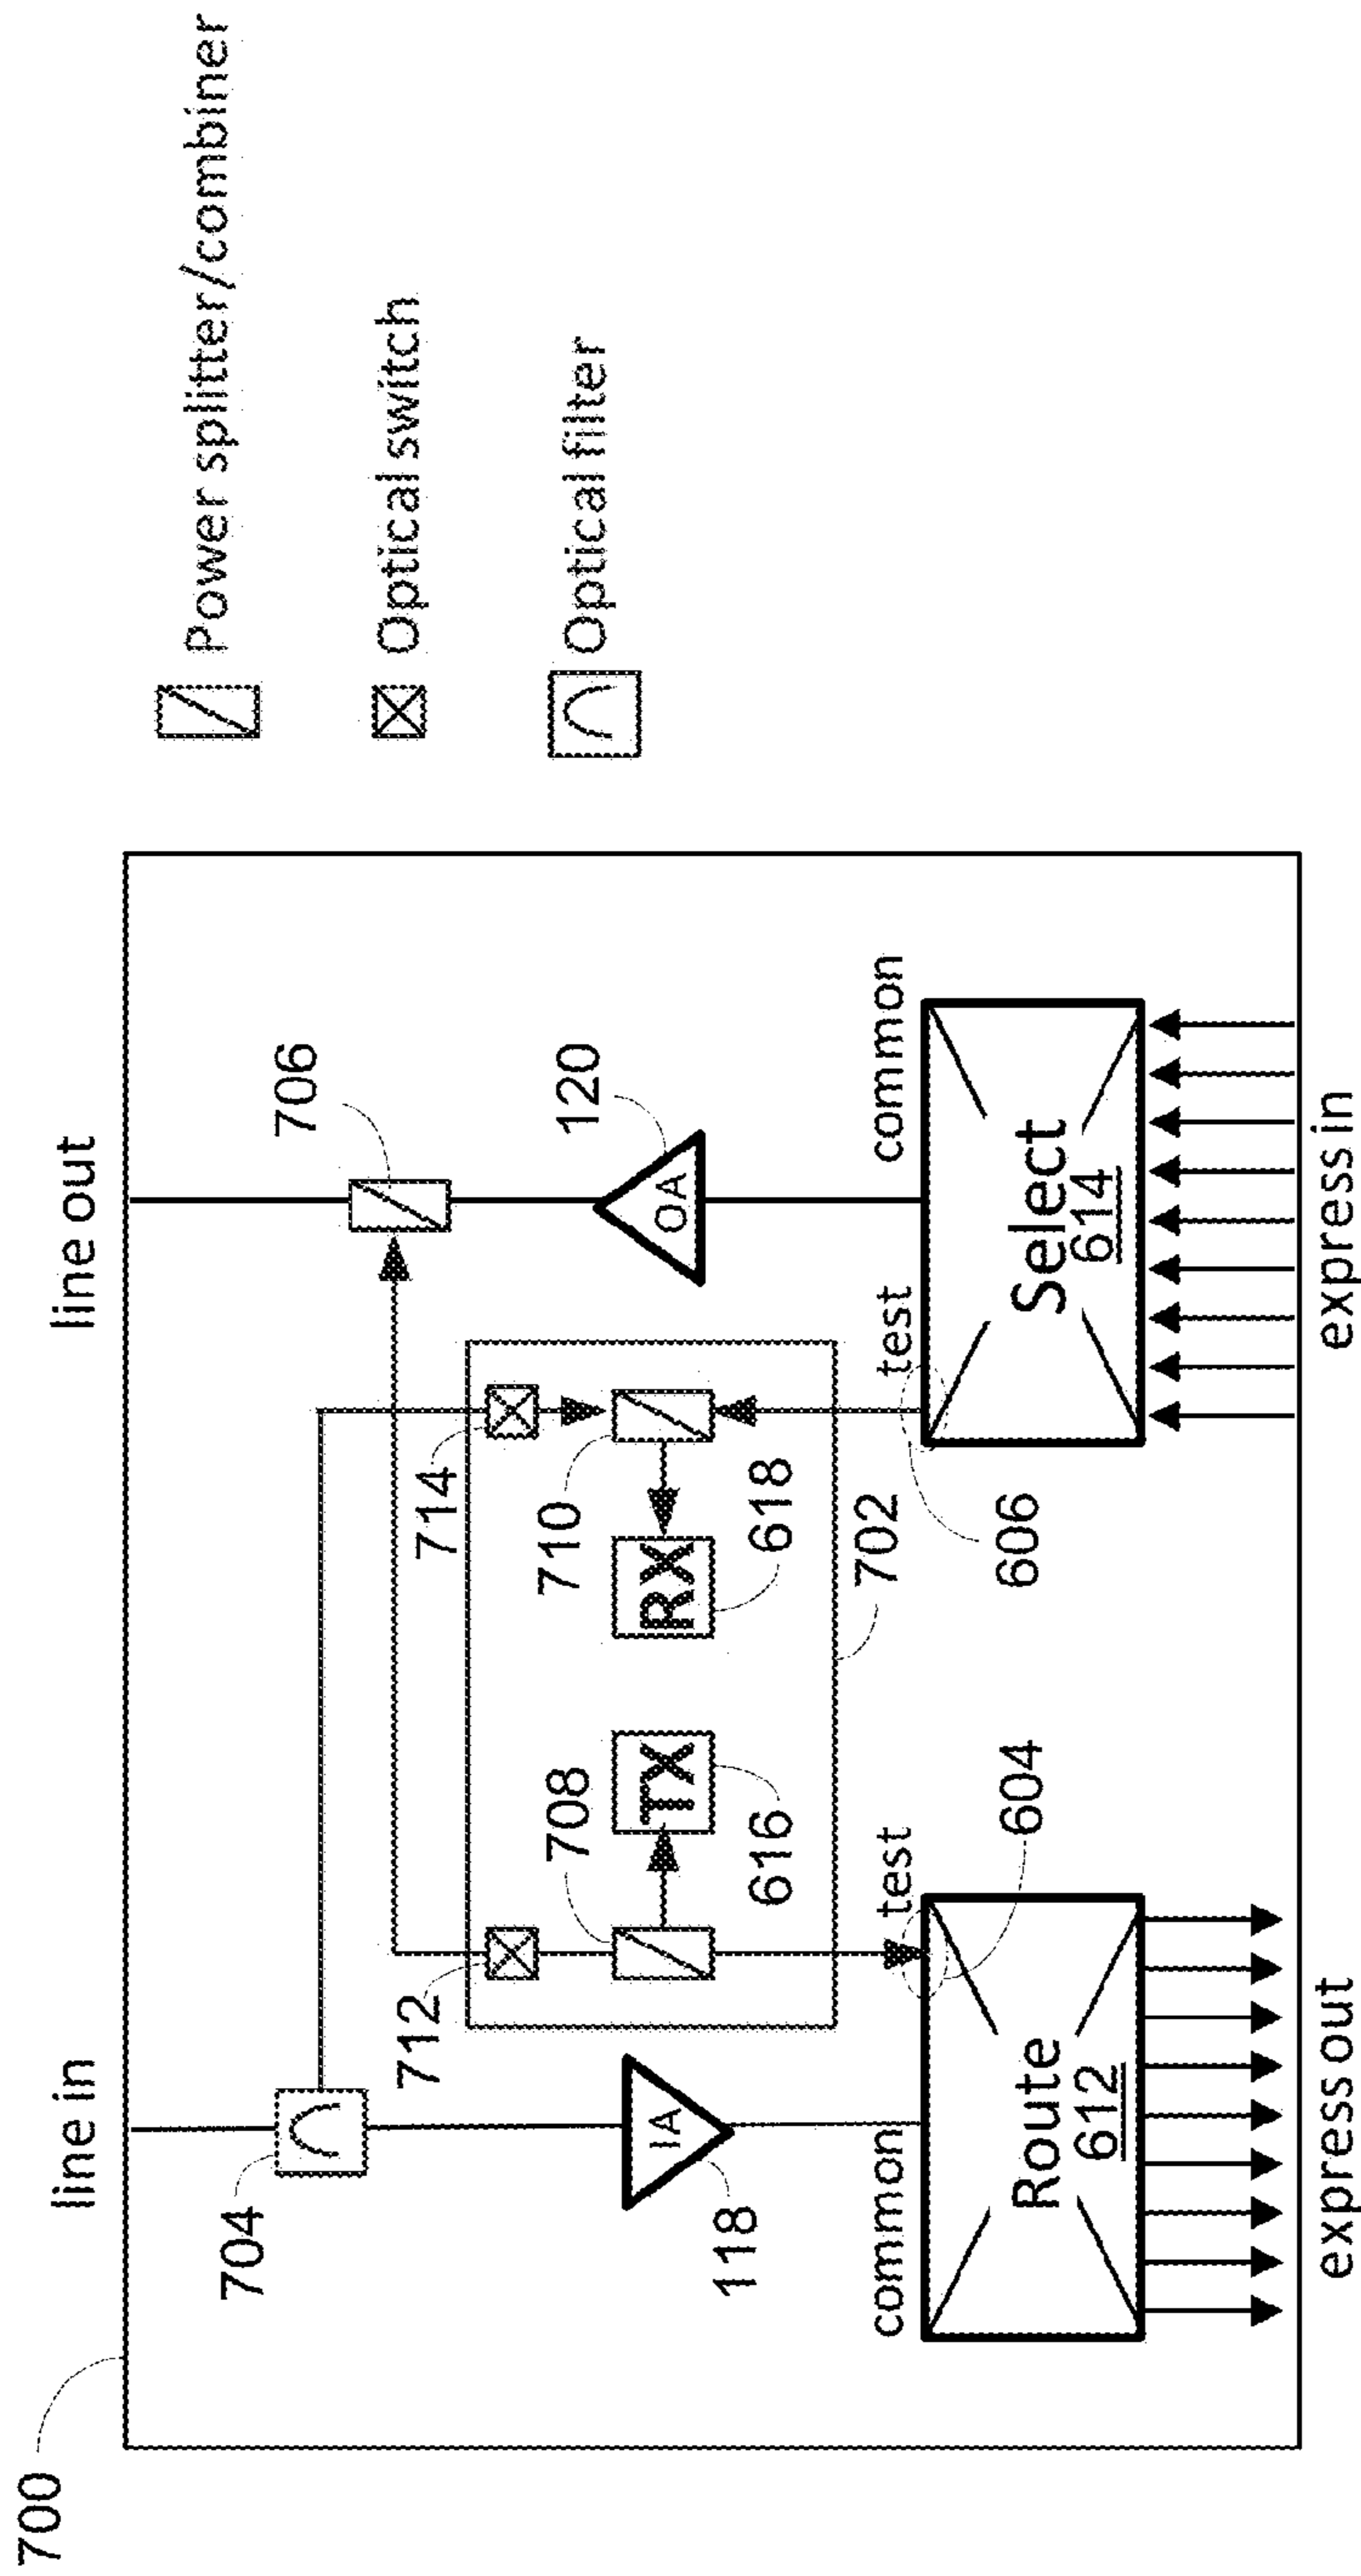 700
line in
line out
704
706
712
714
118
IA
708
710
120
OA
TX
RX
616
618
702
common
test
test
common
604
606
Route
612
Select
614
express out
express in
Power splitter/combiner
Optical switch
Optical filter